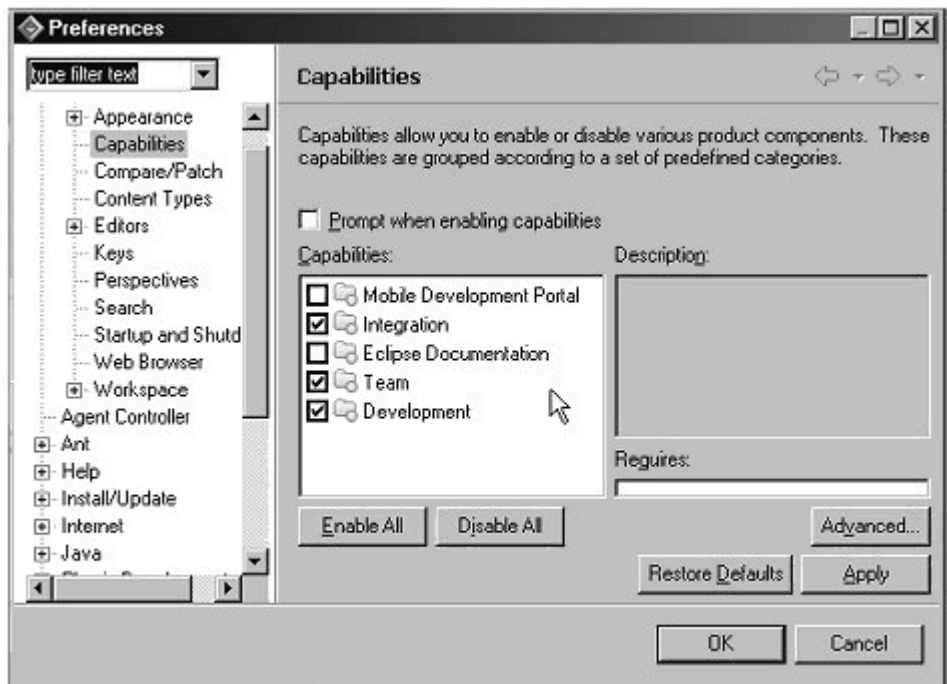 Preferences
type filter text
Appearance
Capabilities
Compare/Patch
Content Types
Editors
Keys
Perspectives
Search
Startup and Shutd
Web Browser
Workspace
Agent Controller
Ant
Help
Install/Update
Internet
Java
Capabilities
Capabilities allow you to enable or disable various product components. These
capabilities are grouped according to a set of predefined categories.
Prompt when enabling capabilities
Capabilities:
Mobile Development Portal
Integration
Eclipse Documentation
Team
Development
Description:
Requires:
Enable All
Disable All
Advanced...
Restore Defaults
Apply
OK
Cancel